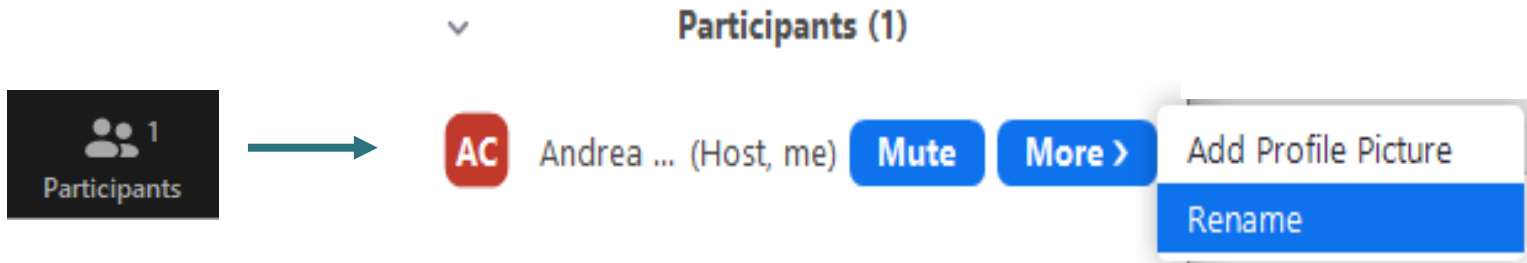 Participants (1)
1
Participants
AC Andrea ... (Host, me) Mute More >
Add Profile Picture
Rename